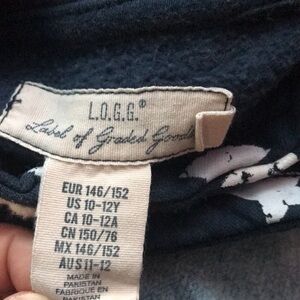 L.O.G.G.®
Label of Graded Goods
EUR 146/152
US 10-12Y
CA 10-12A
CN 150/76
MX 146/152
AUS 11-12
MADE IN
PAKISTAN
FABRIQUÉ EN
PAKISTAN